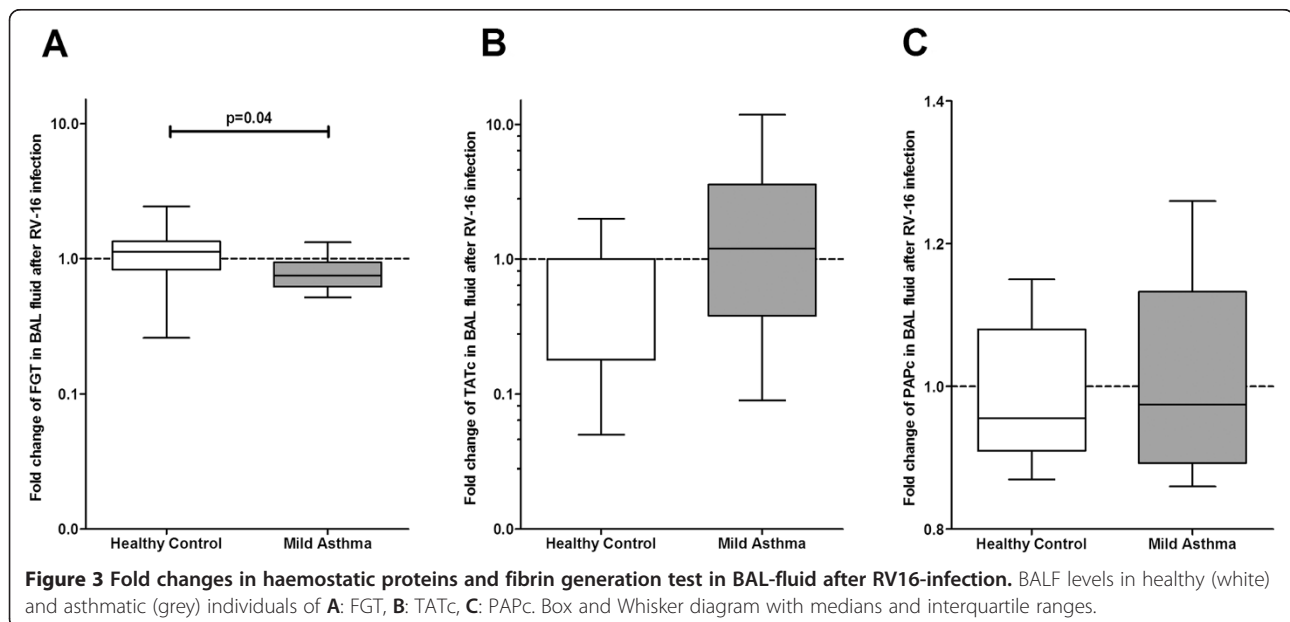 A
B
C
Fold change of FGT in BAL fluid after RV-16 infection
10.0
1.0
0.1
0.0
p=0.04
Healthy Control
Mild Asthma
Fold change of TATc in BAL fluid after RV-16 infection
10.0
1.0
0.1
0.0
Healthy Control
Mild Asthma
Fold change of PAPc in BAL fluid after RV-16 infection
1.4
1.2
1.0
0.8
Healthy Control
Mild Asthma
Figure 3 Fold changes in haemostatic proteins and fibrin generation test in BAL-fluid after RV16-infection. BALF levels in healthy (white)
and asthmatic (grey) individuals of A: FGT, B: TATc, C: PAPc. Box and Whisker diagram with medians and interquartile ranges.